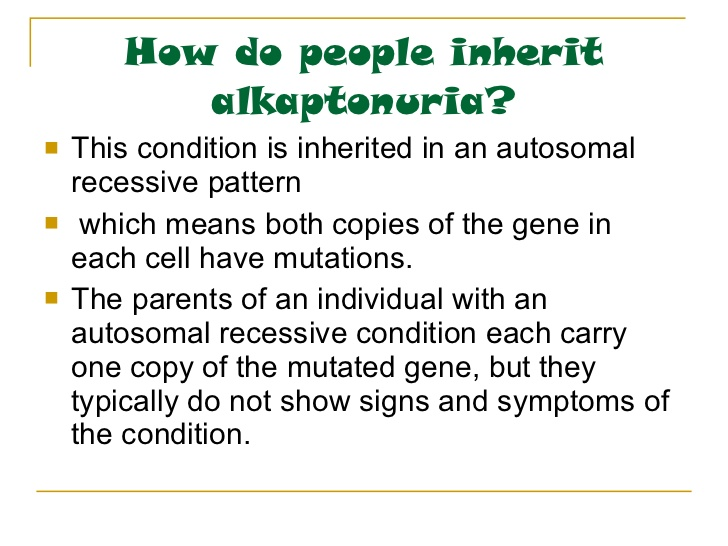 How do people inherit
alkaptonuria?
This condition is inherited in an autosomal
recessive pattern
which means both copies of the gene in
each cell have mutations.
The parents of an individual with an
autosomal recessive condition each carry
one copy of the mutated gene, but they
typically do not show signs and symptoms of
the condition.